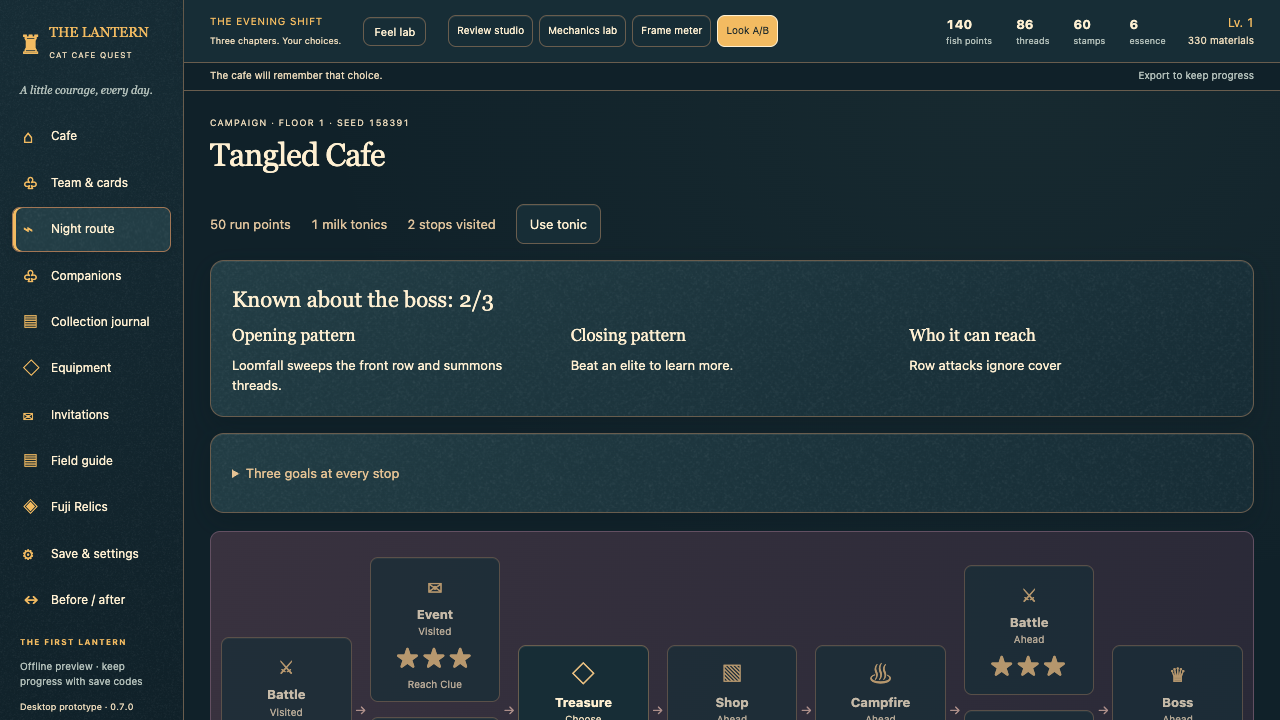 THE LANTERN
CAT CAFE QUEST
A little courage, every day.
Cafe
Team & cards
Night route
Companions
Collection journal
Equipment
Invitations
Field guide
Fuji Relics
Save & settings
Before / after
THE FIRST LANTERN
Offline preview · keep
progress with save codes
Desktop prototype · 0.7.0
THE EVENING SHIFT
Three chapters. Your choices.
Feel lab
Review studio
Mechanics lab
Frame meter
Look A/B
140
fish points
86
threads
60
stamps
6
essence
Lv. 1
330 materials
The cafe will remember that choice.
Export to keep progress
CAMPAIGN · FLOOR 1 · SEED 158391
Tangled Cafe
50 run points
1 milk tonics
2 stops visited
Use tonic
Known about the boss: 2/3
Opening pattern
Loomfall sweeps the front row and summons
threads.
Closing pattern
Beat an elite to learn more.
Who it can reach
Row attacks ignore cover
Three goals at every stop
Battle
Visited
Event
Visited
Reach Clue
Treasure
Choose
Shop
Ahead
Campfire
Ahead
Battle
Ahead
Boss
Ahead